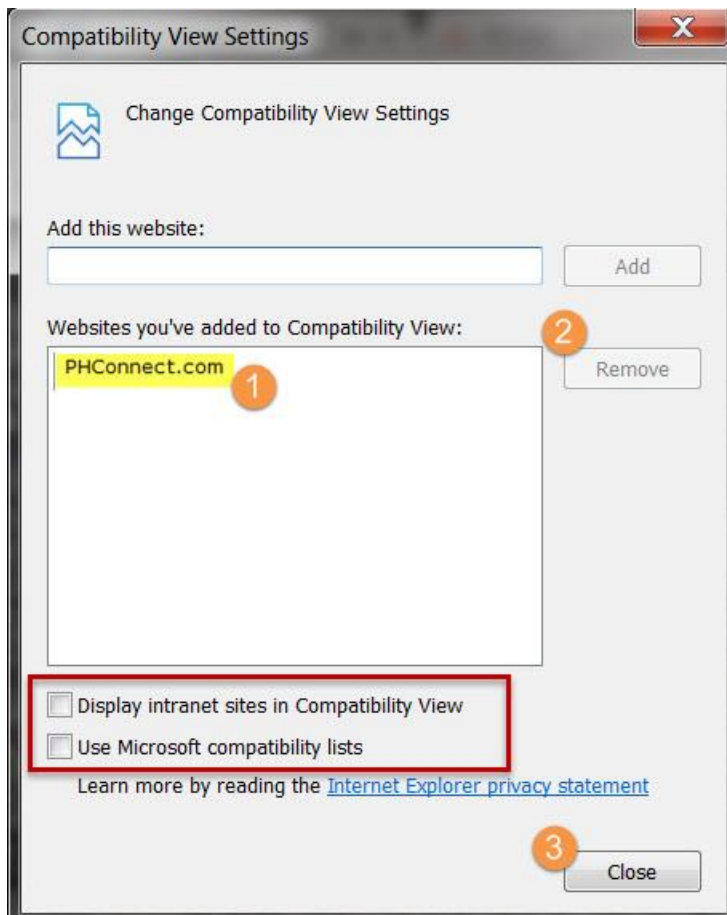 Compatibility View Settings
X
Change Compatibility View Settings
Add this website:
Add
Websites you've added to Compatibility View:
2
PHConnect.com
1
Remove
Display intranet sites in Compatibility View
Use Microsoft compatibility lists
Learn more by reading the Internet Explorer privacy statement
3
Close